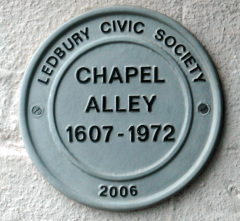 LEDBURY CIVIC SOCIETY
CHAPEL
ALLEY
1607-1972
2006